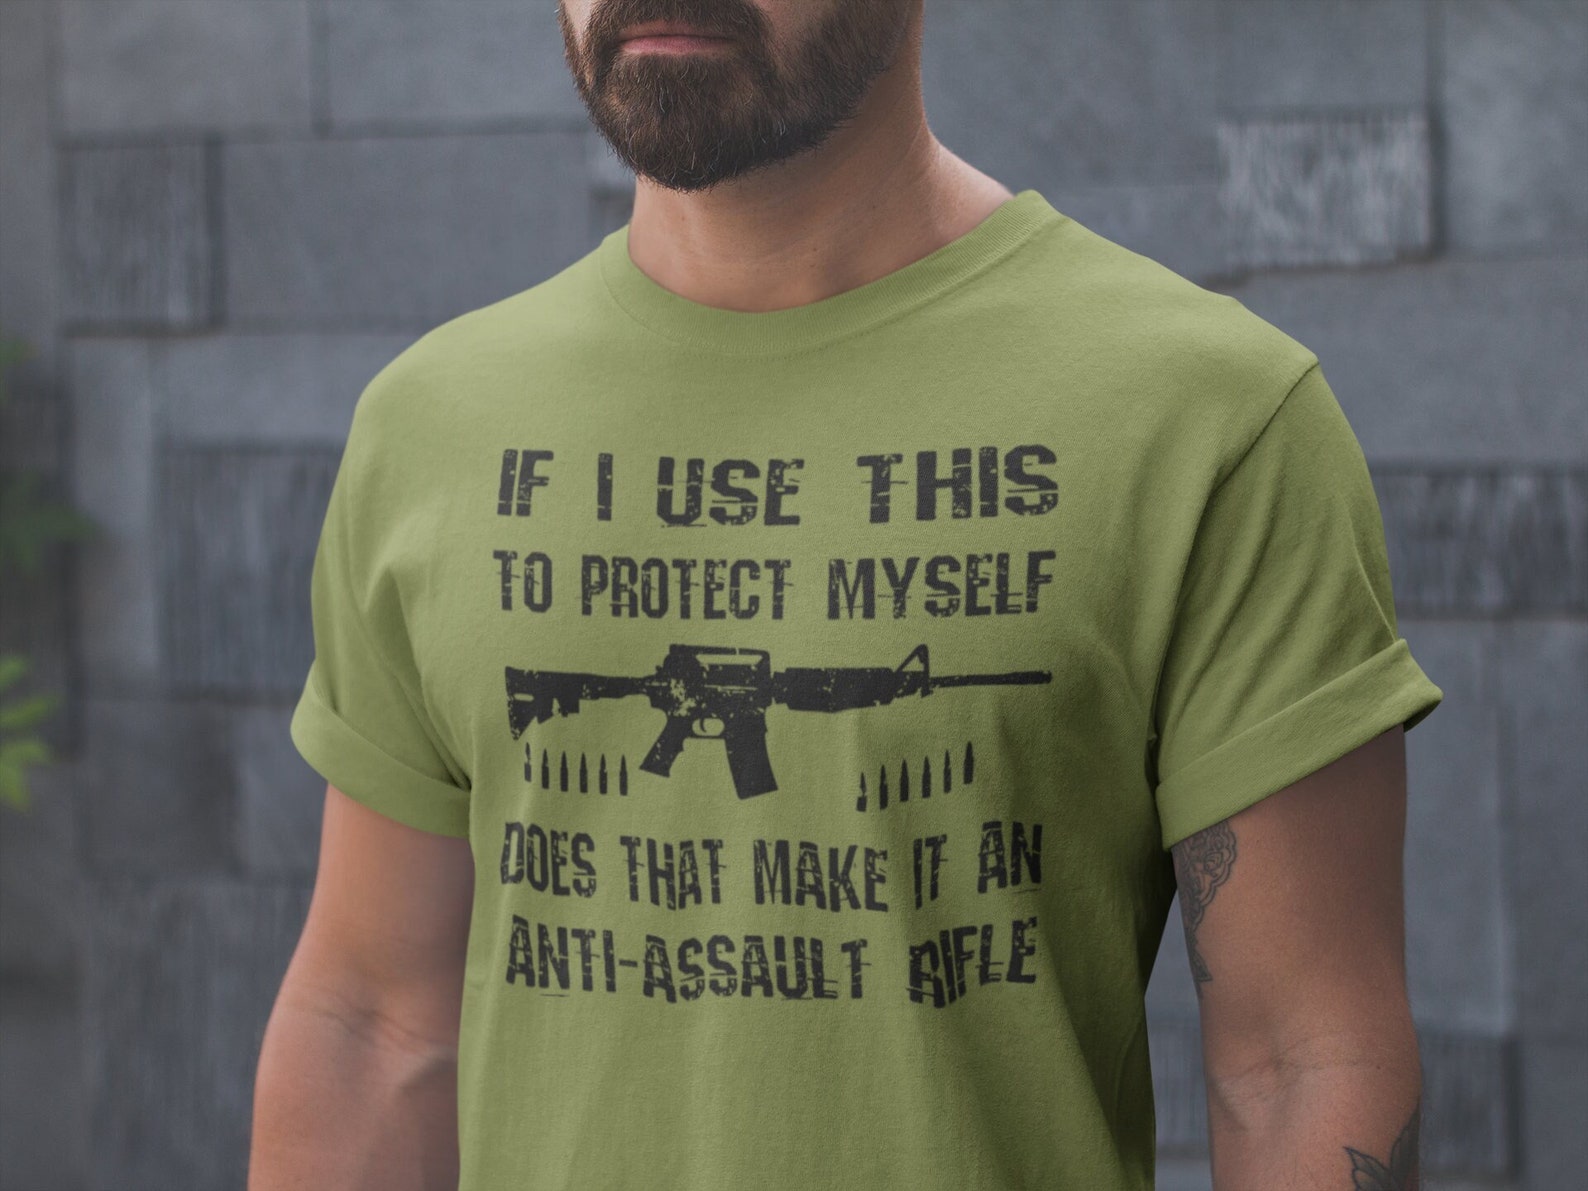 IF I USE THIS
TO PROTECT MYSELF
DOES THAT MAKE IT AN
ANTI-ASSAULT RIFLE